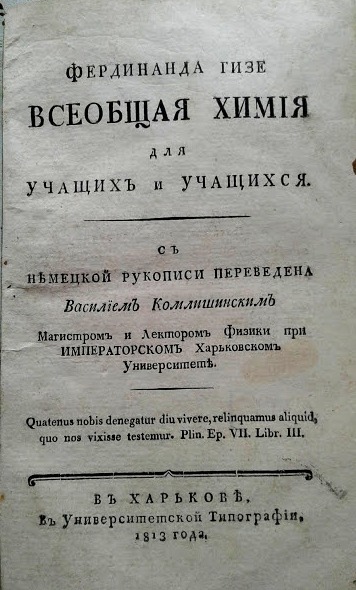 ФЕРДИНАНДА ГИЗЕ
ВСЕОБЩАЯ ХИМІЯ
ДЛЯ
УЧАЩИХЪ и УЧАЩИХСЯ.
СЪ
НѢМЕЦКОЙ РУКОПИСИ ПЕРЕВЕДЕНА
Василіемъ Комлишинскимъ
Магистромъ и Лекторомъ Физики при
ИМПЕРАТОРСКОМЪ Харьковскомъ
Университетѣ.
Quatenus nobis denegatur diu vivere, relinquamus aliquid,
quo nos vixisse testemur. Plin. Ep. VII. Libr. III.
ВЪ ХАРЬКОВѢ,
Въ Университетской Типографіи,
1813 года.